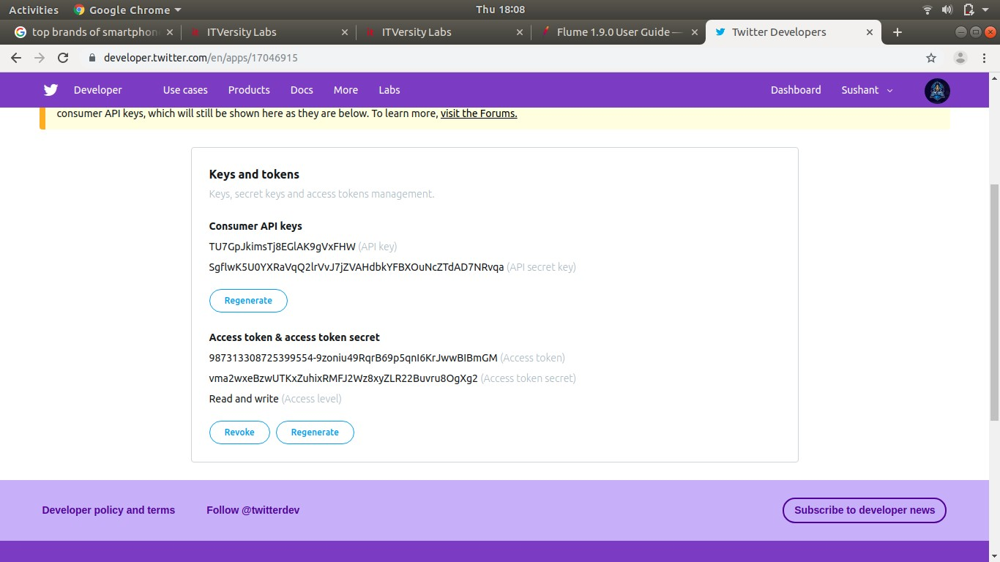 Activities
Google Chrome
Thu 18:08
top brands of smartphon
ITVersity Labs
ITVersity Labs
Flume 1.9.0 User Guide —
Twitter Developers
developer.twitter.com/en/apps/17046915
Developer
Use cases
Products
Docs
More
Labs
Dashboard
Sushant
consumer API keys, which will still be shown here as they are below. To learn more, visit the Forums.
Keys and tokens
Keys, secret keys and access tokens management.
Consumer API keys
TU7GpJkimsTj8EGlAK9gVxFHW (API key)
SgflwK5U0YXRaVqQ2lrVvJ7jZVAHdbkYFBXOuNcZTdAD7NRvqa (API secret key)
Regenerate
Access token & access token secret
987313308725399554-9zoniu49RqrB69p5qnI6KrJwwBIBmGM (Access token)
vma2wxeBzwUTKxZuhixRMFJ2Wz8xyZLR22Buvru8OgXg2 (Access token secret)
Read and write (Access level)
Revoke
Regenerate
Developer policy and terms
Follow @twitterdev
Subscribe to developer news